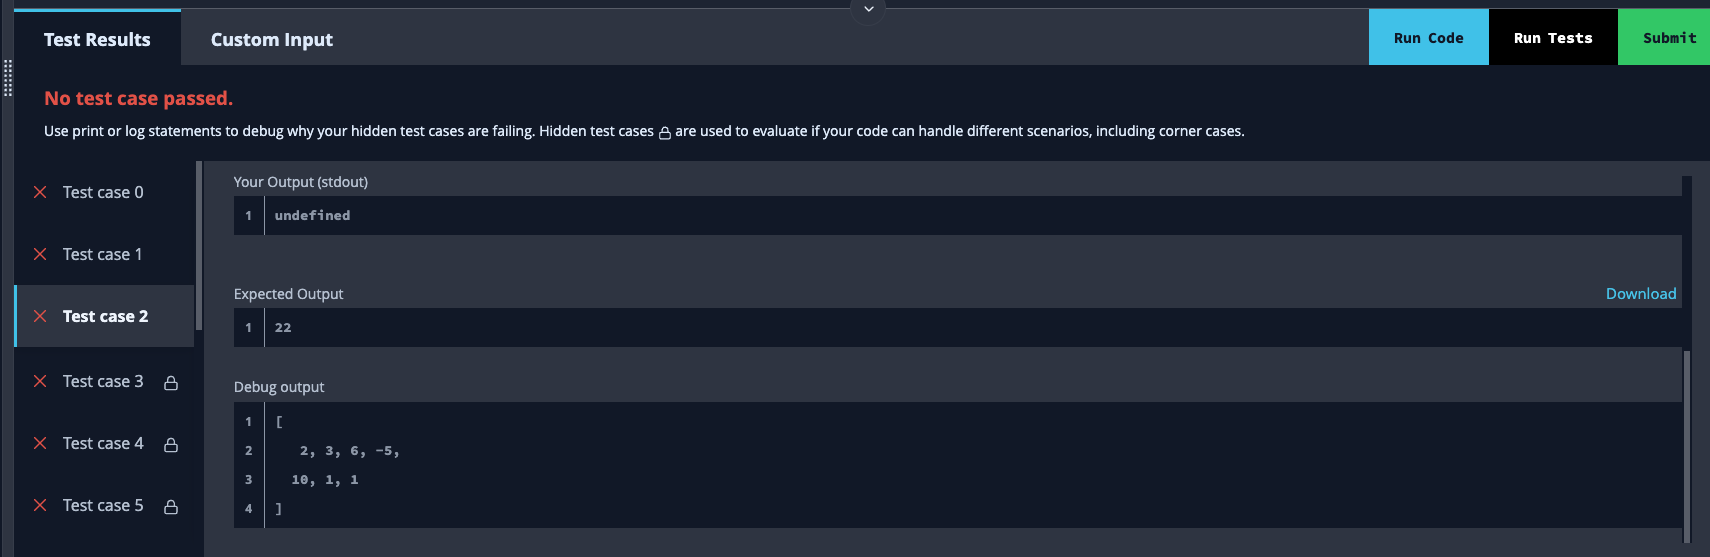 Test Results
Custom Input
Run Code
Run Tests
Submit
No test case passed.
Use print or log statements to debug why your hidden test cases are failing. Hidden test cases are used to evaluate if your code can handle different scenarios, including corner cases.
Test case 0
Test case 1
Test case 2
Test case 3
Test case 4
Test case 5
Your Output (stdout)
1 undefined
Expected Output
Download
1 22
Debug output
1 [
2 2, 3, 6, -5,
3 10, 1, 1
4 ]